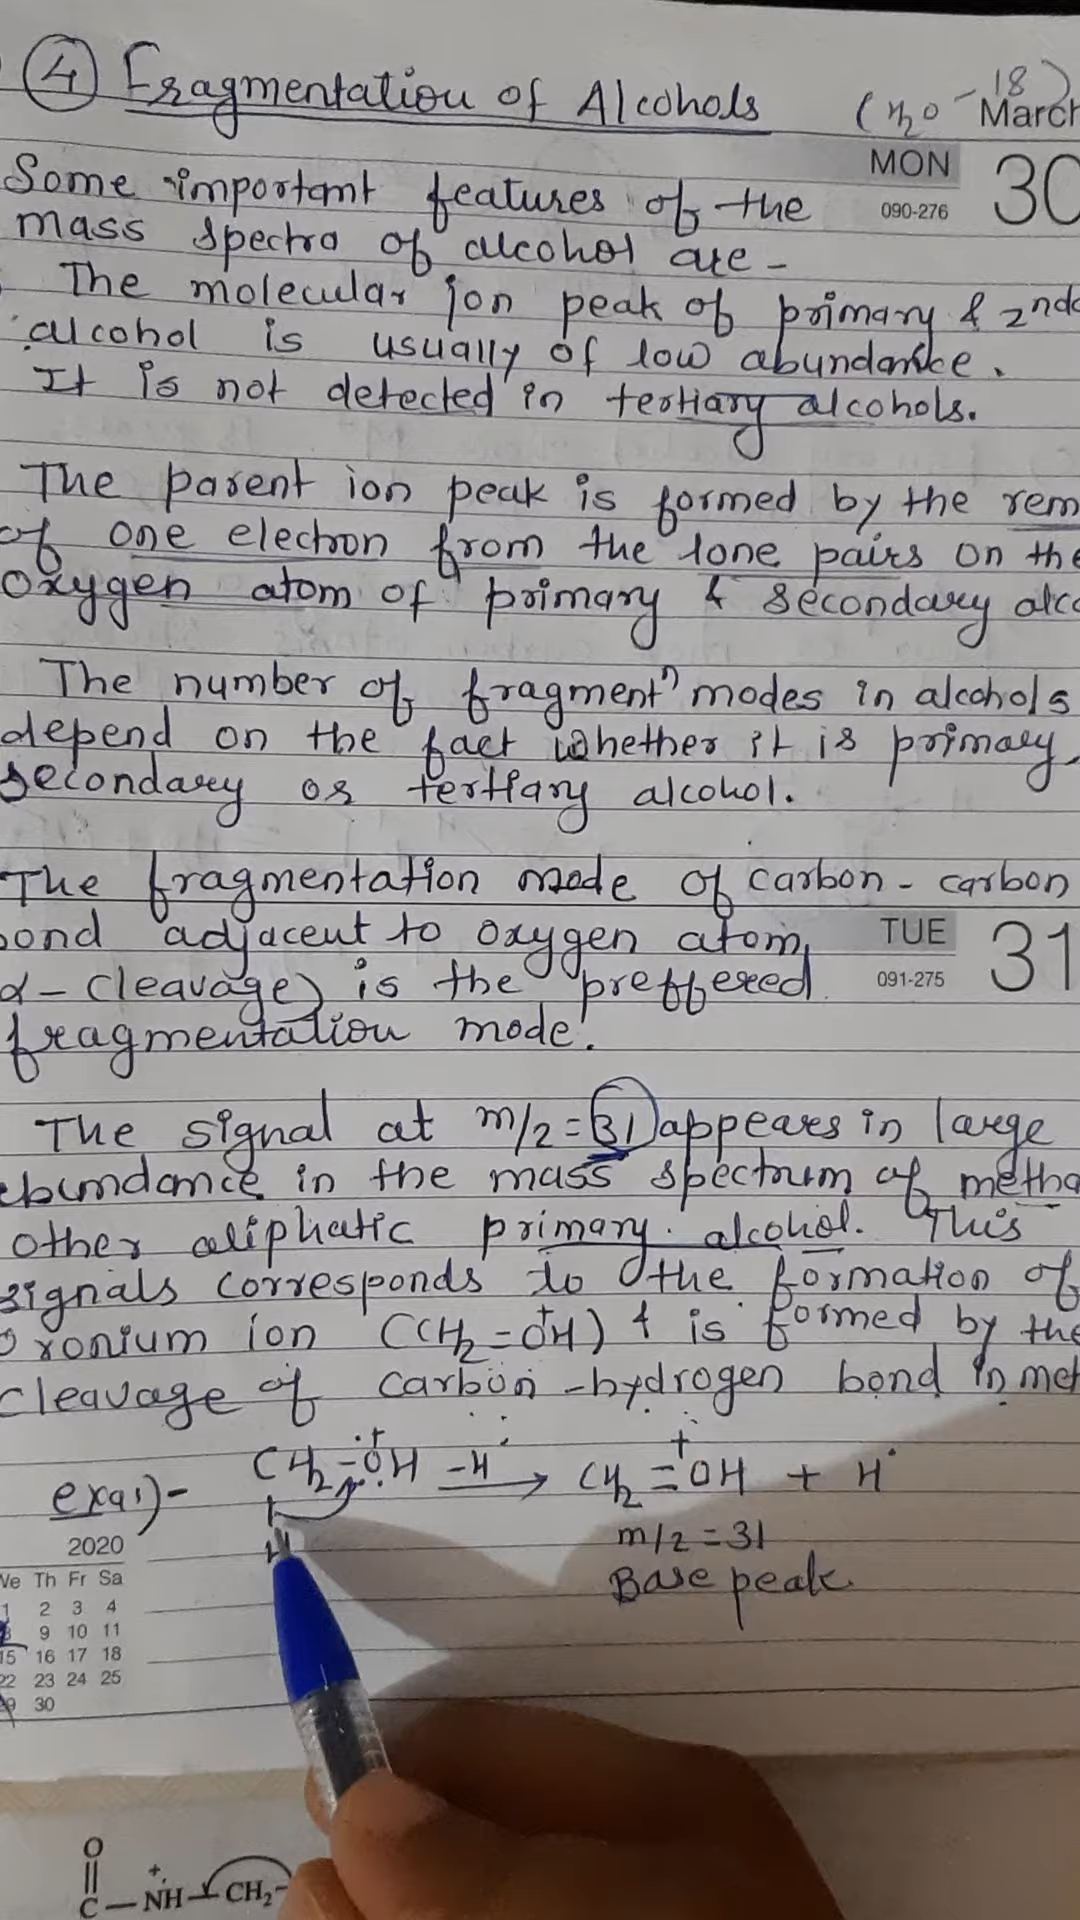 ④ Fragmentation of Alcohols (H₂O - 18)
March
MON 30
090-276
Some important features of the
mass spectra of alcohol are -
The molecular ion peak of primary & 2nd
alcohol is usually of low abundance.
It is not detected in tertiary alcohols.
The parent ion peak is formed by the rem
of one electron from the lone pairs on the
oxygen atom of primary & secondary alco
The number of fragmentⁿ modes in alcohols
depend on the fact whether it is primary,
secondary or tertiary alcohol.
The fragmentation mode of carbon - carbon
bond adjacent to oxygen atom,
TUE 31
091-275
α - cleavage) is the preffered
fragmentation mode.
The signal at m/z = 31 appears in large
abundance in the mass spectrum of metha
other aliphatic primary alcohol. This
signals corresponds to the formation of
oxonium ion (CH₂=O⁺H) & is formed by the
cleavage of carbon-hydrogen bond in met
exa1)- CH₂-O•⁺H -H• → CH₂=⁺OH + H•
H
m/z = 31
Base peak
2020
We Th Fr Sa
1 2 3 4
8 9 10 11
15 16 17 18
22 23 24 25
29 30
O
C—NH—CH₂-
+.